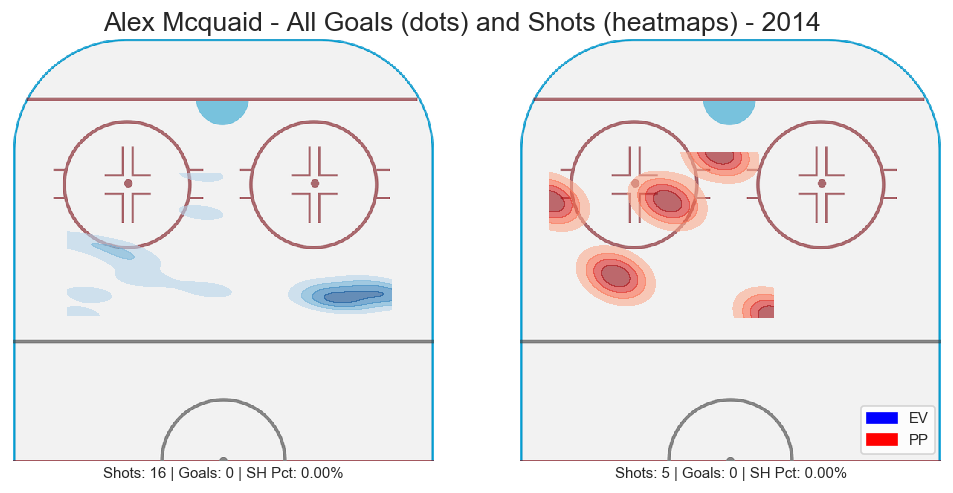 Alex Mcquaid - All Goals (dots) and Shots (heatmaps) - 2014
EV
PP
Shots: 16 | Goals: 0 | SH Pct: 0.00%
Shots: 5 | Goals: 0 | SH Pct: 0.00%